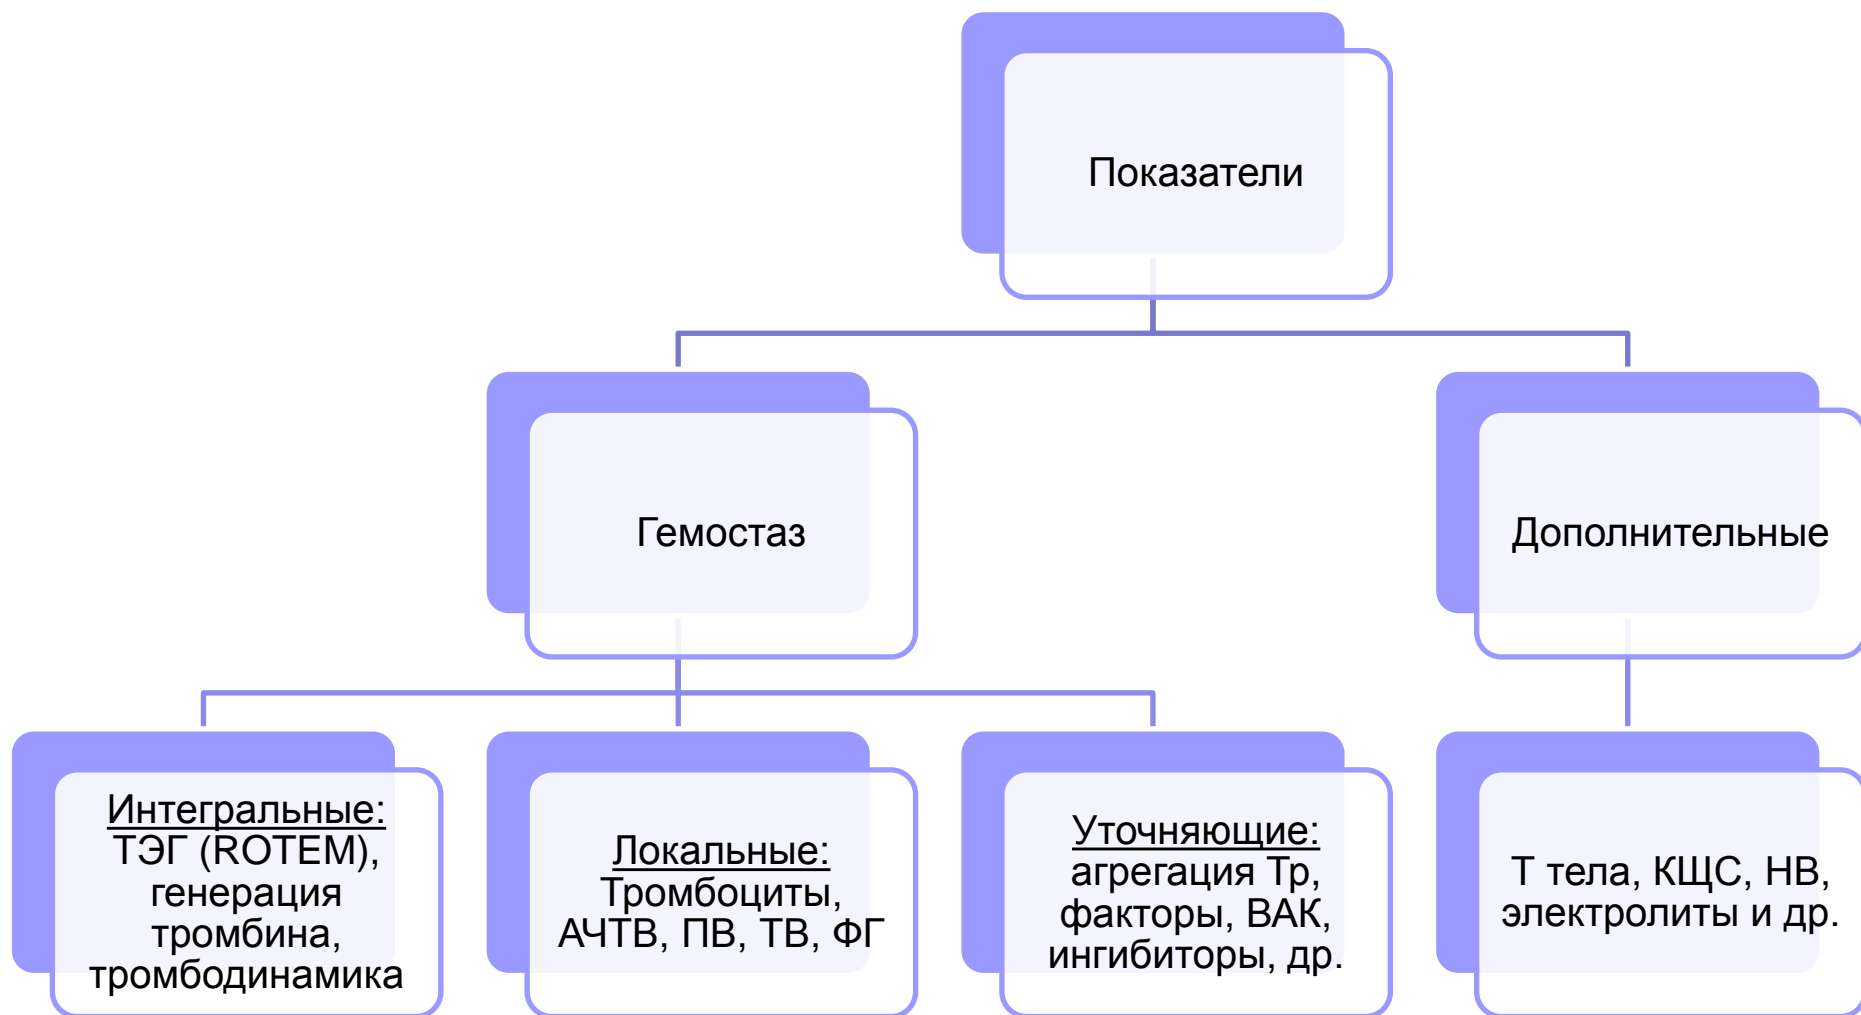 Показатели
Гемостаз
Дополнительные
Интегральные:
ТЭГ (ROTEM),
генерация
тромбина,
тромбодинамика
Локальные:
Тромбоциты,
АЧТВ, ПВ, ТВ, ФГ
Уточняющие:
агрегация Тр,
факторы, ВАК,
ингибиторы, др.
Т тела, КЩС, НВ,
электролиты и др.